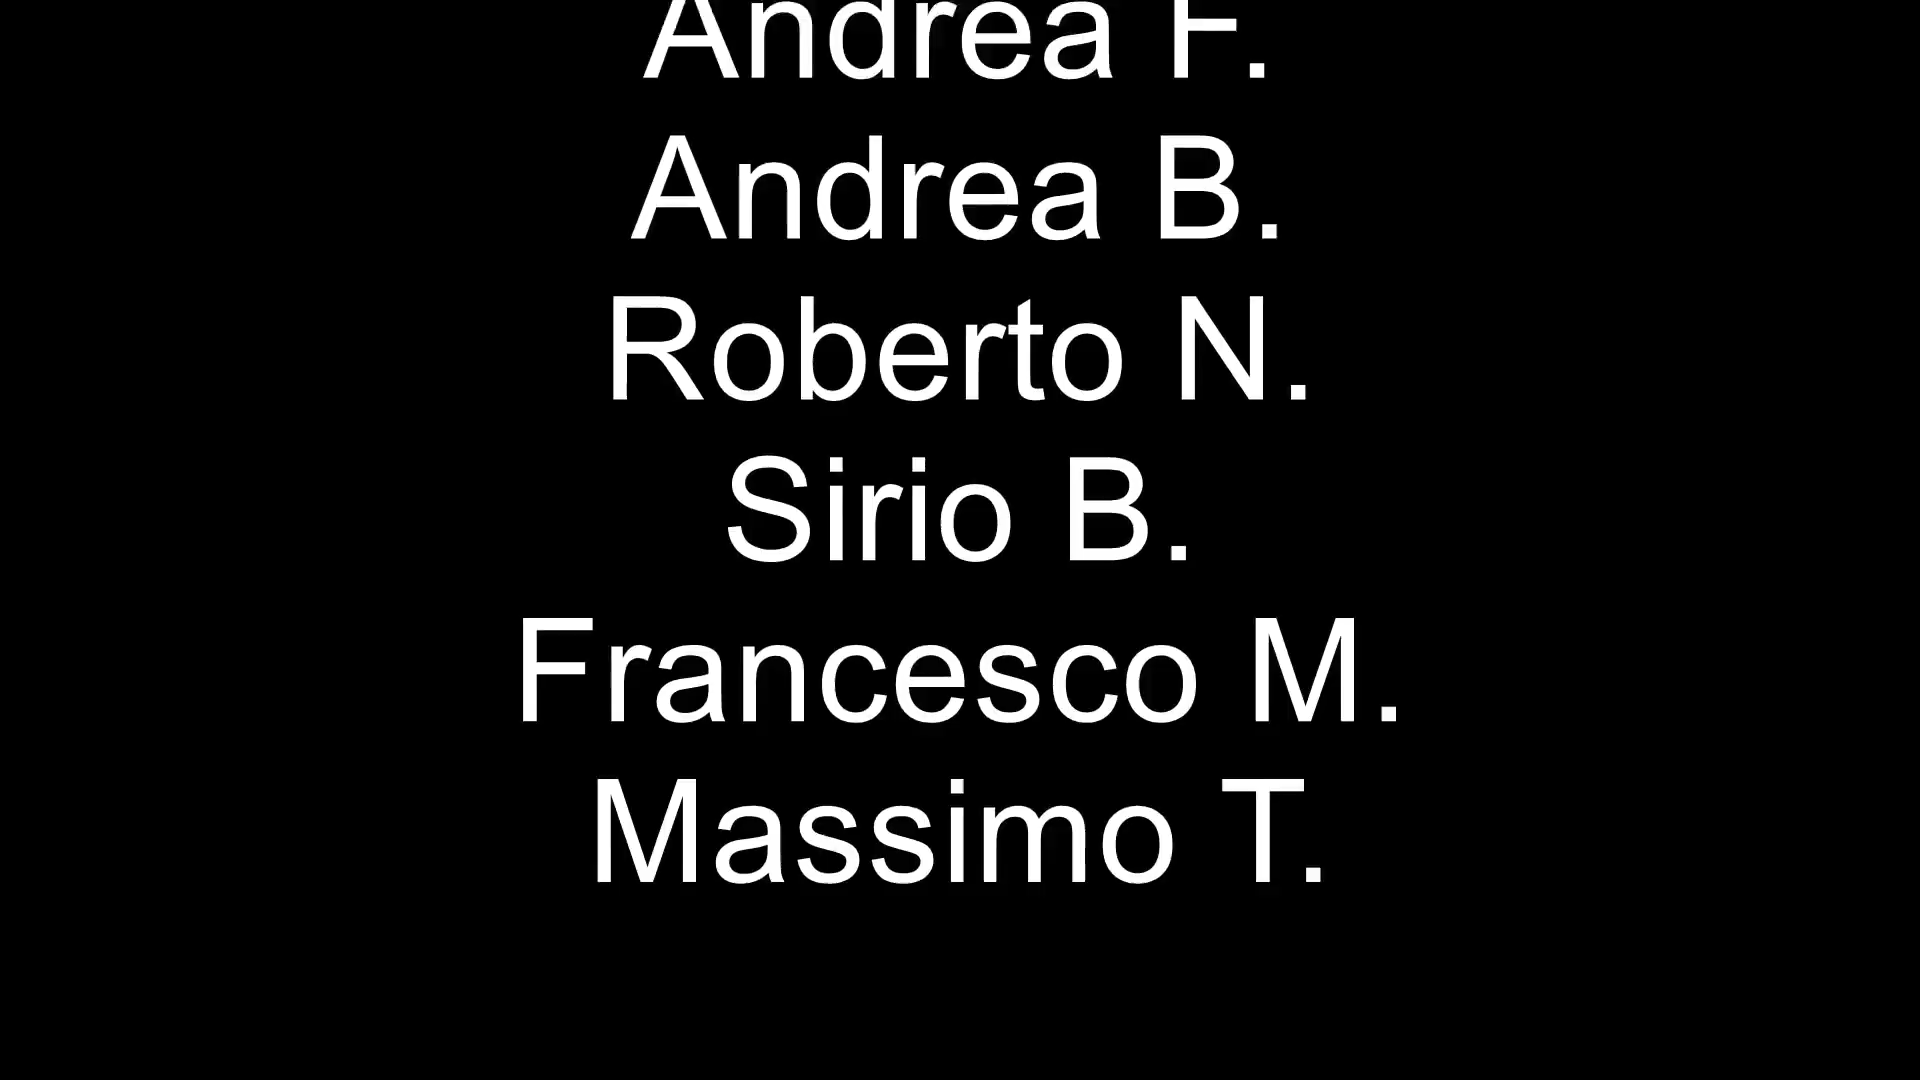 Andrea F.
Andrea B.
Roberto N.
Sirio B.
Francesco M.
Massimo T.